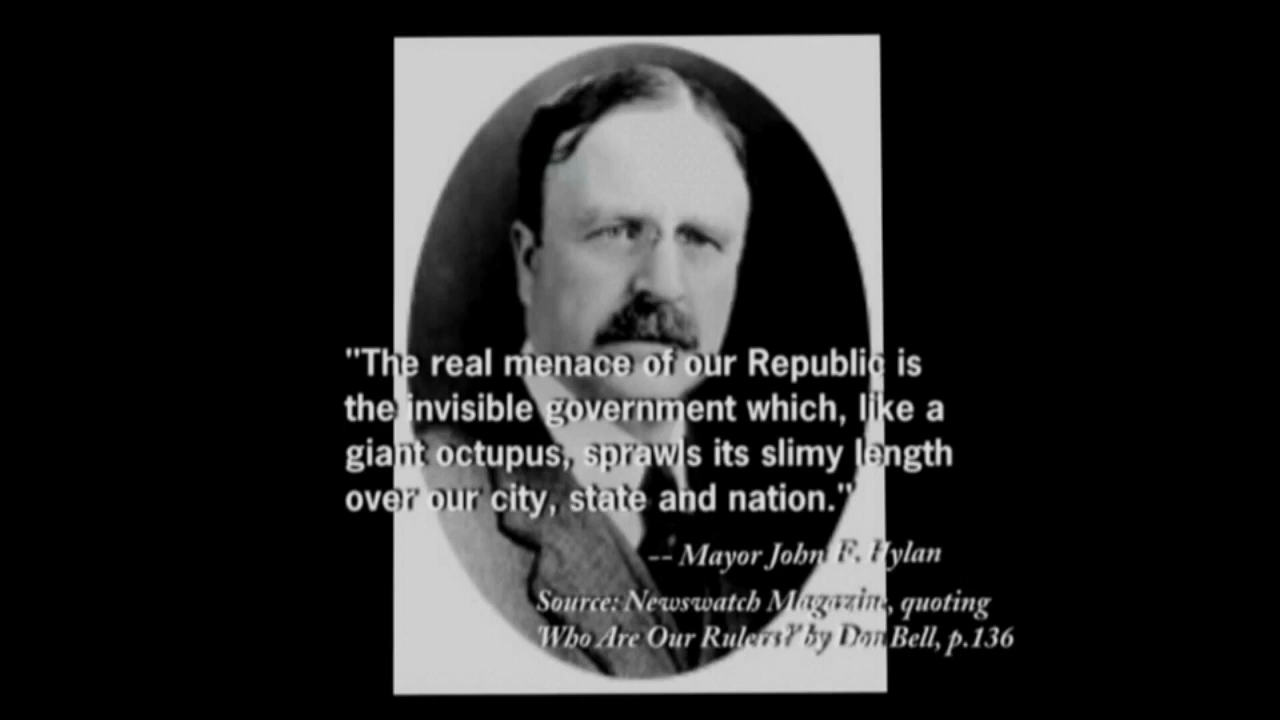 "The real menace of our Republic is
the invisible government which, like a
giant octupus, sprawls its slimy length
over our city, state and nation."
-- Mayor John F. Hylan
Source: Newswatch Magazine, quoting
'Who Are Our Rulers?' by Don Bell, p.136